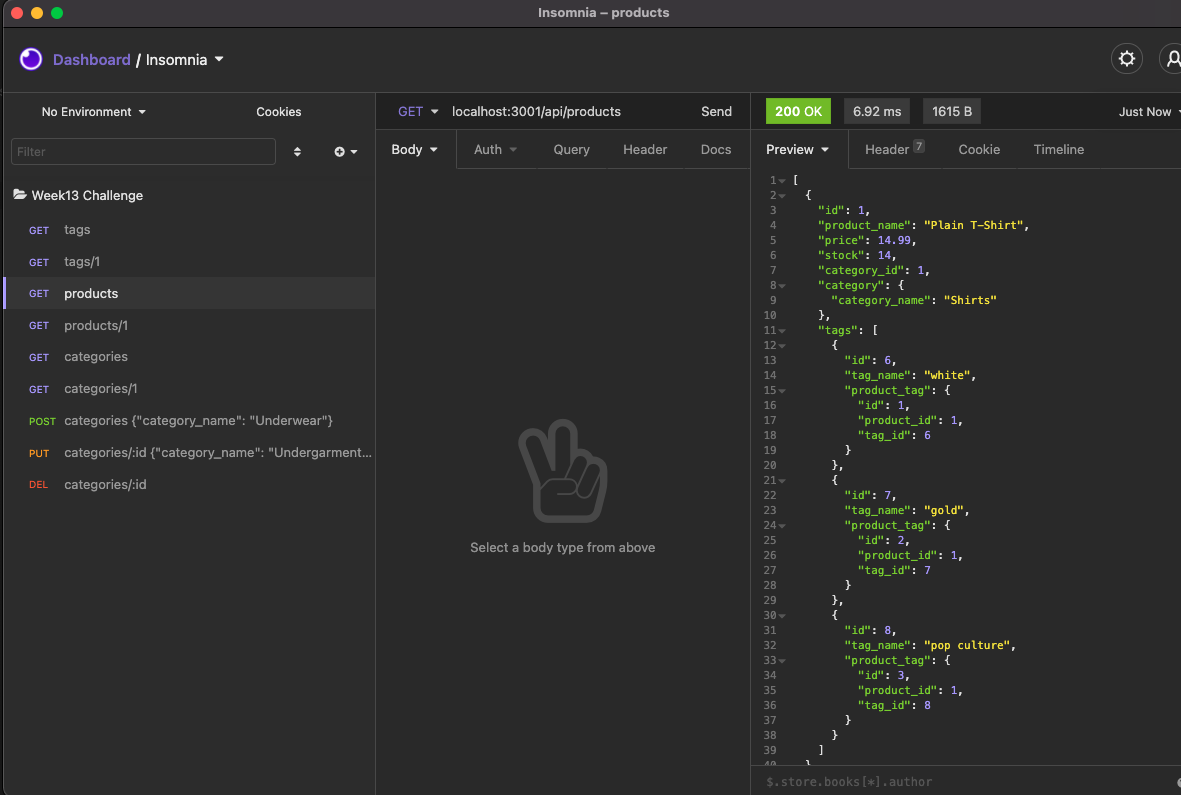 Insomnia – products
Dashboard / Insomnia
No Environment
Cookies
Filter
Week13 Challenge
GET tags
GET tags/1
GET products
GET products/1
GET categories
GET categories/1
POST categories {"category_name": "Underwear"}
PUT categories/:id {"category_name": "Undergarment...
DEL categories/:id
GET localhost:3001/api/products Send
Body Auth Query Header Docs
Select a body type from above
200 OK 6.92 ms 1615 B Just Now
Preview Header 7 Cookie Timeline
1 [
2 {
3 "id": 1,
4 "product_name": "Plain T-Shirt",
5 "price": 14.99,
6 "stock": 14,
7 "category_id": 1,
8 "category": {
9 "category_name": "Shirts"
10 },
11 "tags": [
12 {
13 "id": 6,
14 "tag_name": "white",
15 "product_tag": {
16 "id": 1,
17 "product_id": 1,
18 "tag_id": 6
19 }
20 },
21 {
22 "id": 7,
23 "tag_name": "gold",
24 "product_tag": {
25 "id": 2,
26 "product_id": 1,
27 "tag_id": 7
28 }
29 },
30 {
31 "id": 8,
32 "tag_name": "pop culture",
33 "product_tag": {
34 "id": 3,
35 "product_id": 1,
36 "tag_id": 8
37 }
38 }
39 ]
40 }
$.store.books[*].author